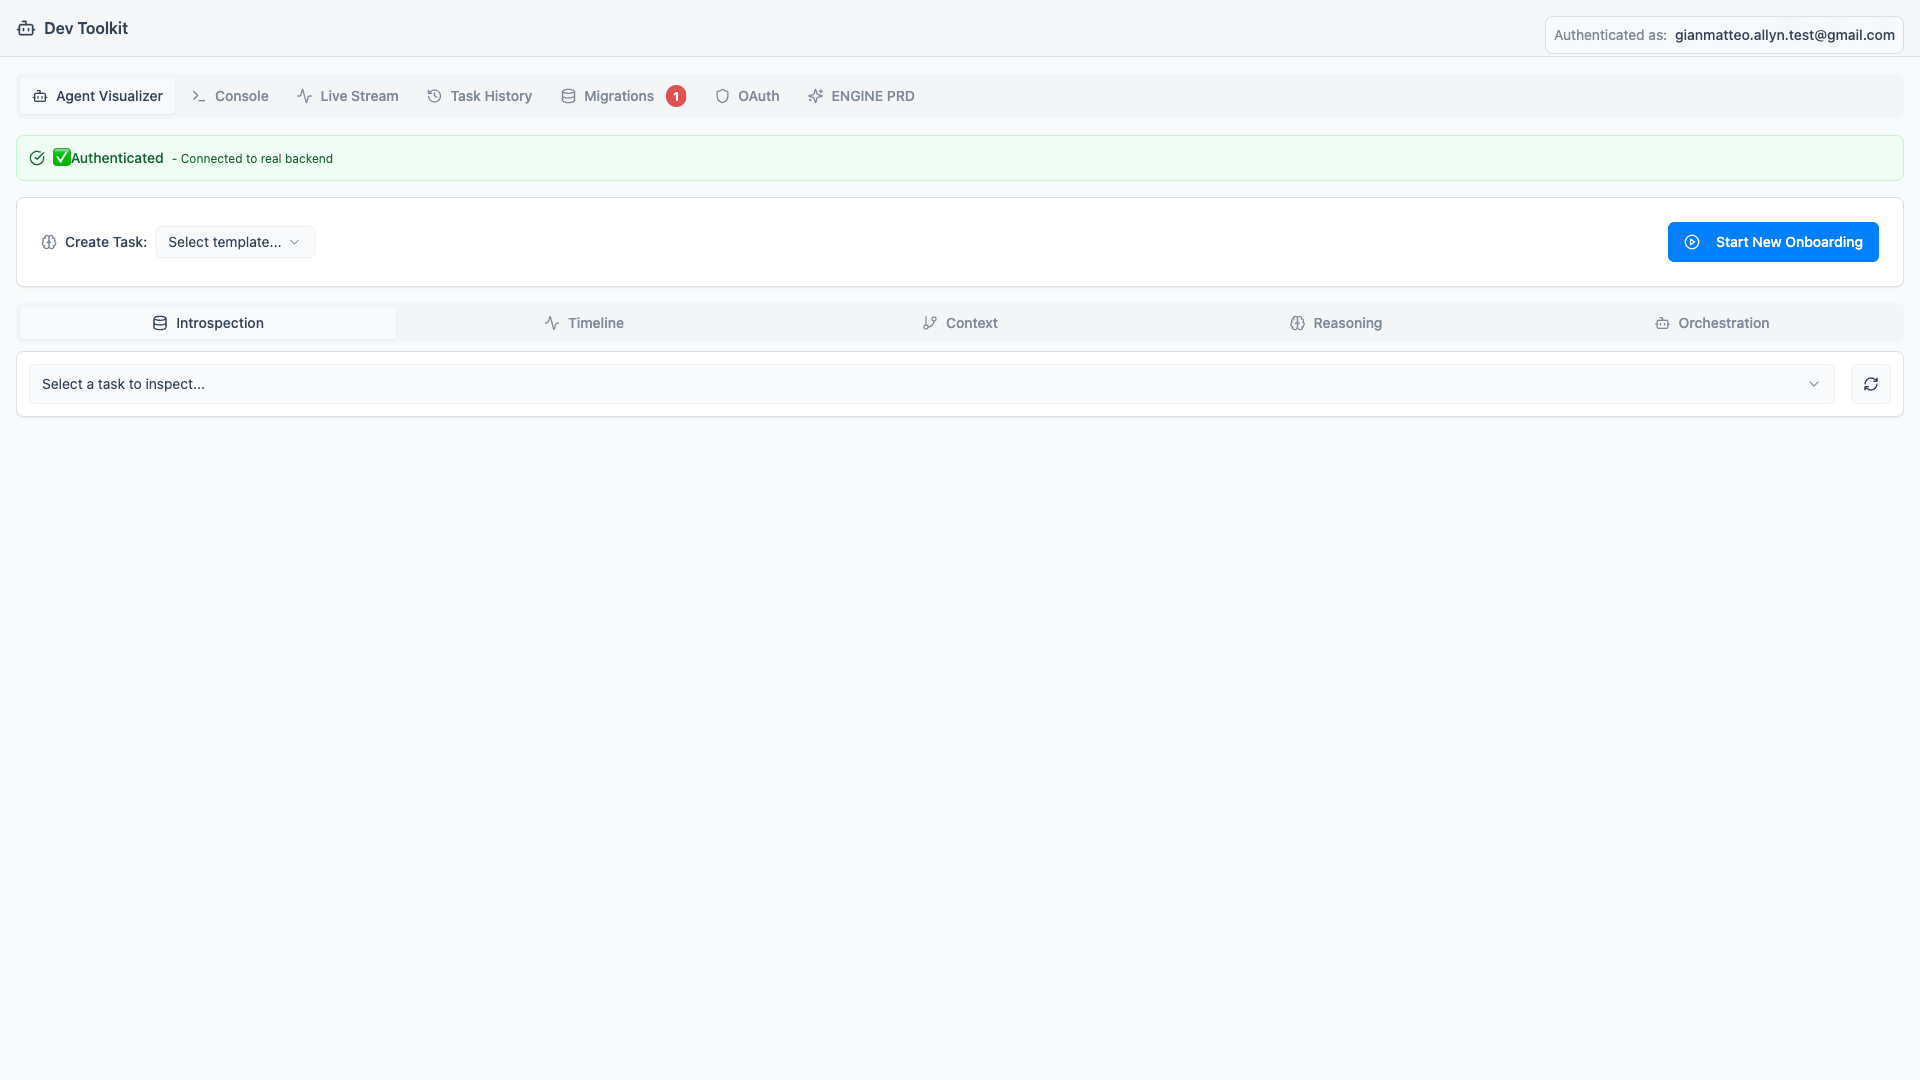 Dev Toolkit
Authenticated as: gianmatteo.allyn.test@gmail.com
Agent Visualizer
Console
Live Stream
Task History
Migrations 1
OAuth
ENGINE PRD
✅Authenticated - Connected to real backend
Create Task: Select template...
Start New Onboarding
Introspection
Timeline
Context
Reasoning
Orchestration
Select a task to inspect...